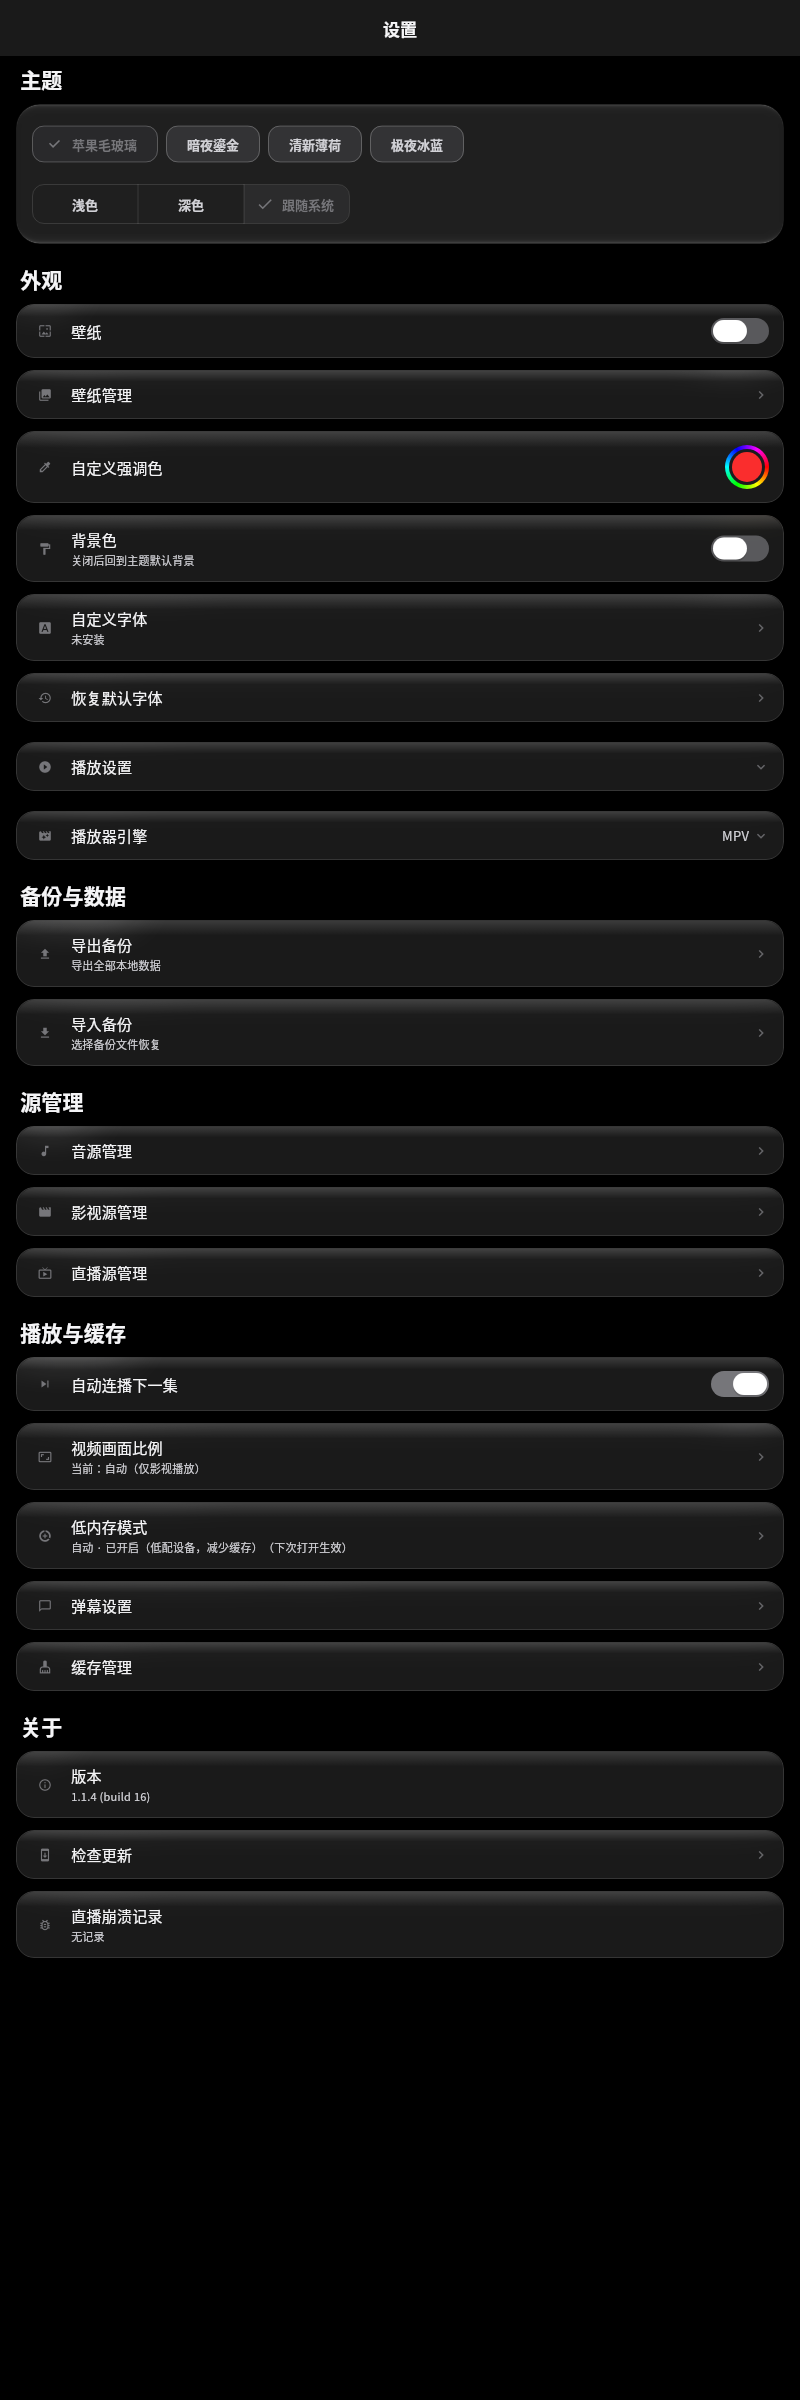 设置
主题
苹果毛玻璃
暗夜鎏金
清新薄荷
极夜冰蓝
浅色
深色
跟随系统
外观
壁纸
壁纸管理
自定义强调色
背景色
关闭后回到主题默认背景
自定义字体
未安装
恢复默认字体
播放设置
播放器引擎
MPV
备份与数据
导出备份
导出全部本地数据
导入备份
选择备份文件恢复
源管理
音源管理
影视源管理
直播源管理
播放与缓存
自动连播下一集
视频画面比例
当前：自动（仅影视播放）
低内存模式
自动 · 已开启（低配设备，减少缓存）（下次打开生效）
弹幕设置
缓存管理
关于
版本
1.1.4 (build 16)
检查更新
直播崩溃记录
无记录